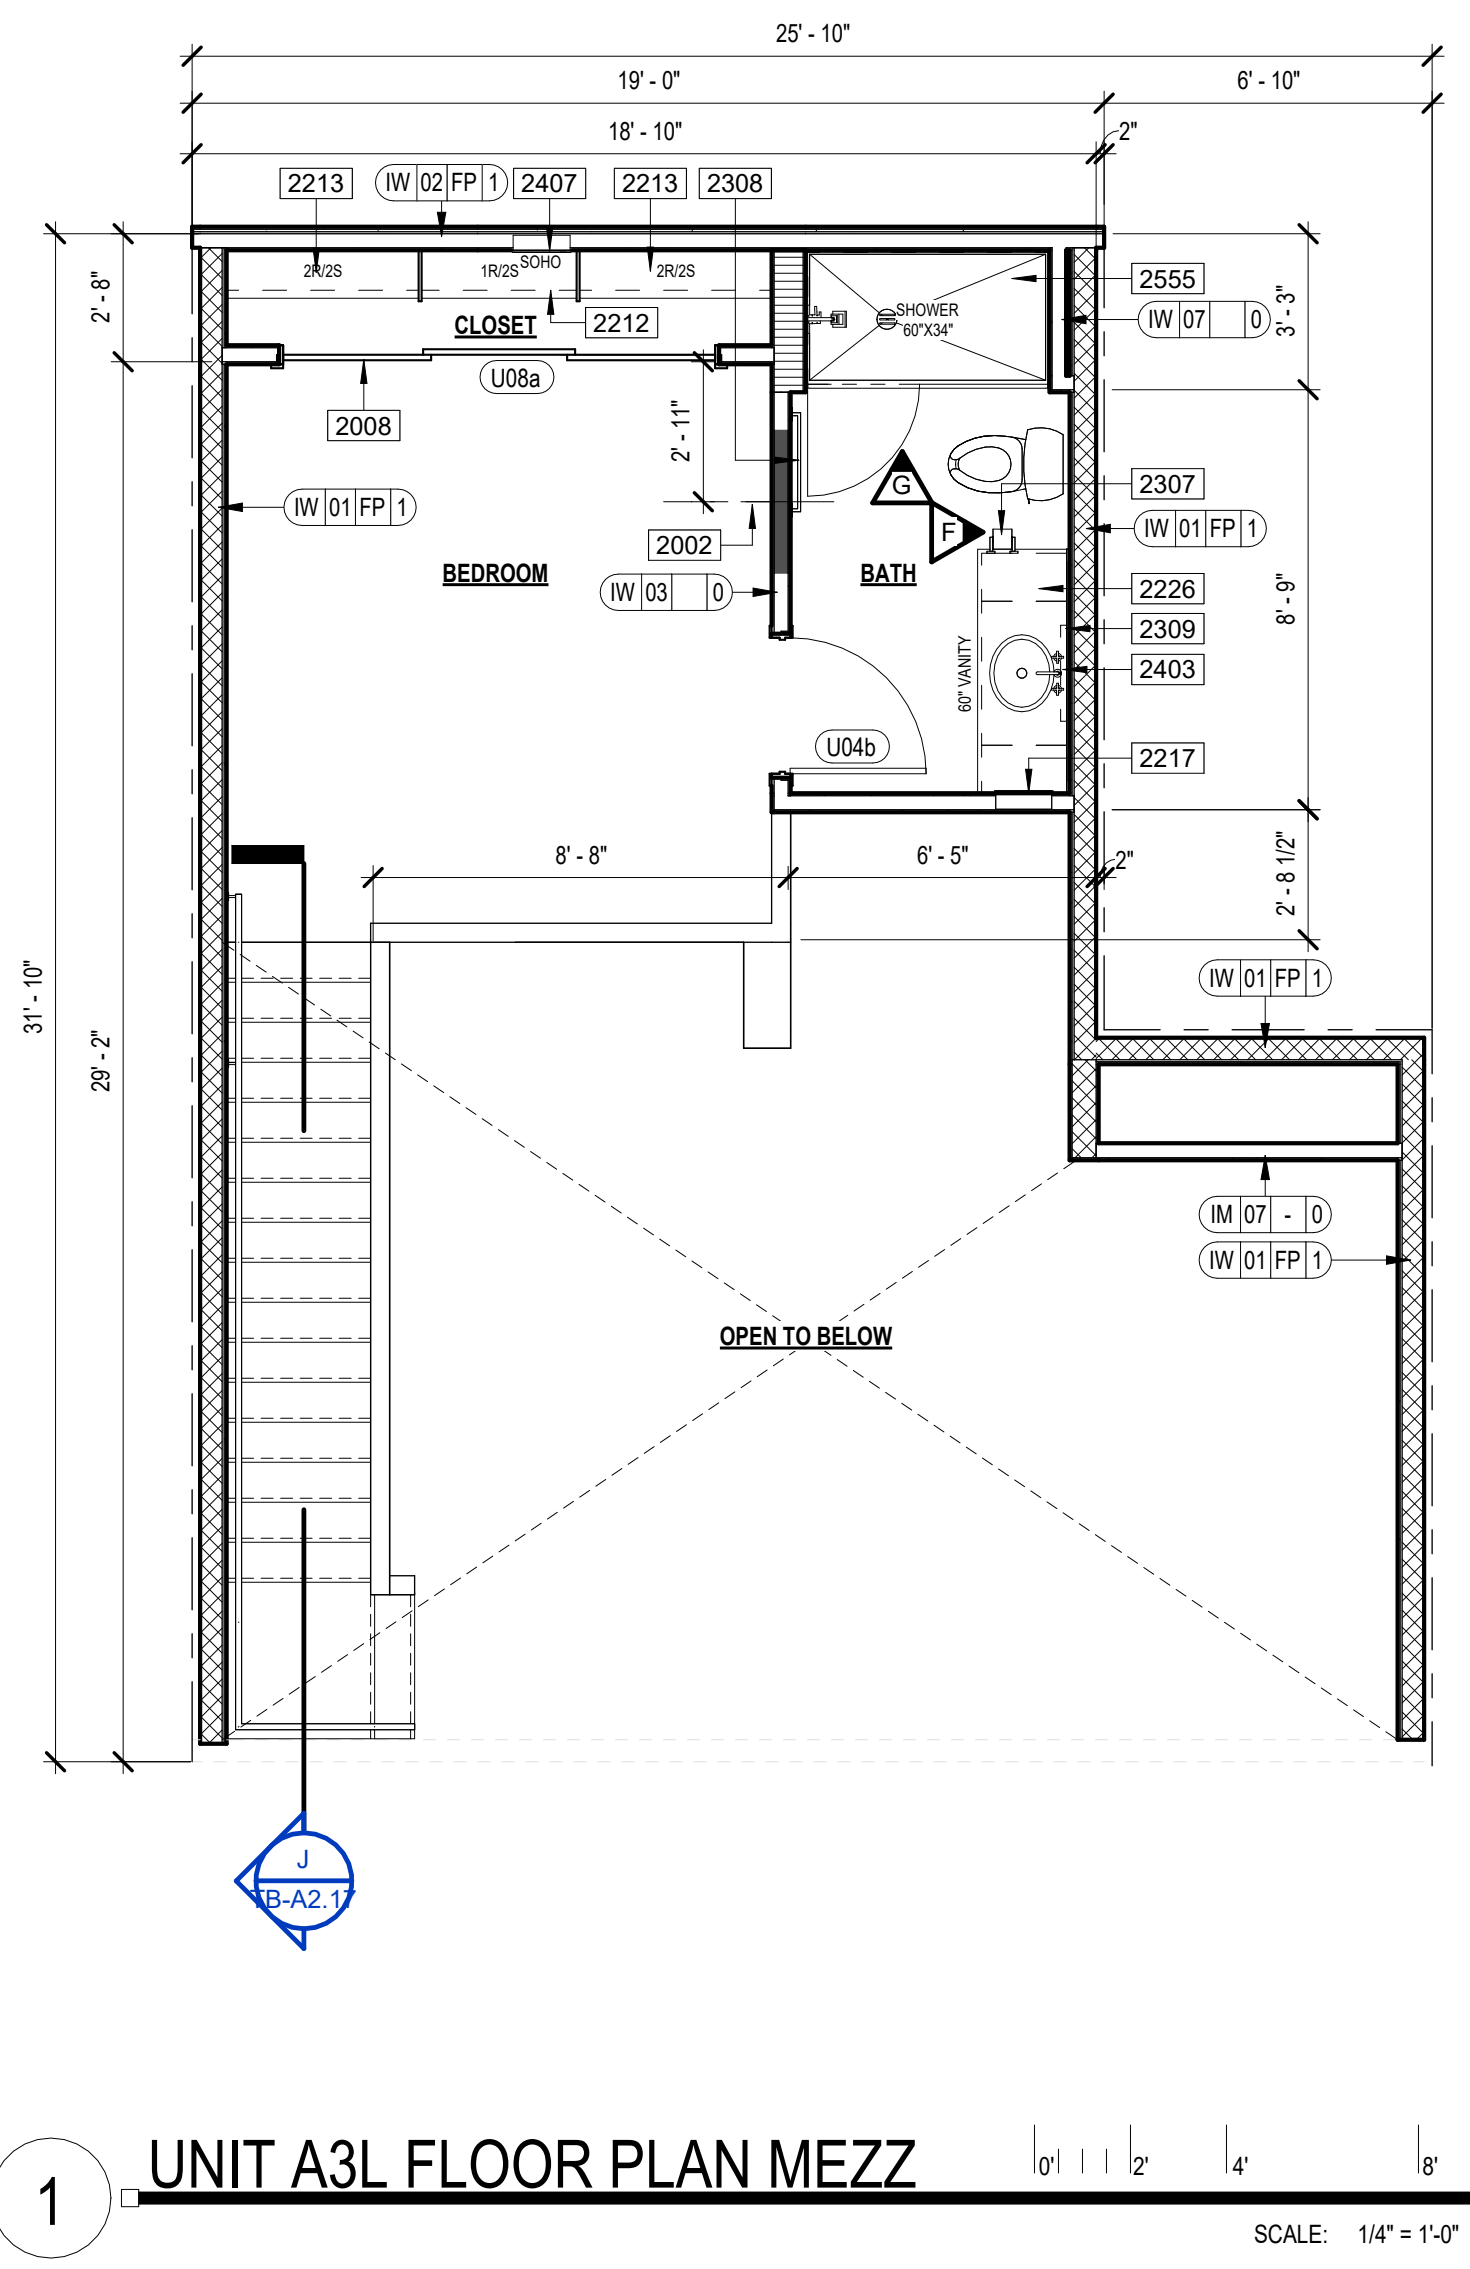 25' - 10"
19' - 0"
6' - 10"
18' - 10"
2"
2213
IW 02 FP 1
2407
2213
2308
2R/2S
1R/2S
SOHO
2R/2S
2555
SHOWER
60"X34"
IW 07 0
3' - 3"
2' - 8"
CLOSET
2212
U08a
2008
2' - 11"
G
2307
IW 01 FP 1
IW 01 FP 1
F
2002
BEDROOM
BATH
IW 03 0
2226
8' - 9"
2309
60" VANITY
2403
U04b
2217
8' - 8"
6' - 5"
2"
2' - 8 1/2"
IW 01 FP 1
31' - 10"
29' - 2"
IM 07 - 0
IW 01 FP 1
OPEN TO BELOW
J
TB-A2.17
1
UNIT A3L FLOOR PLAN MEZZ
0' 2' 4' 8'
SCALE: 1/4" = 1'-0"